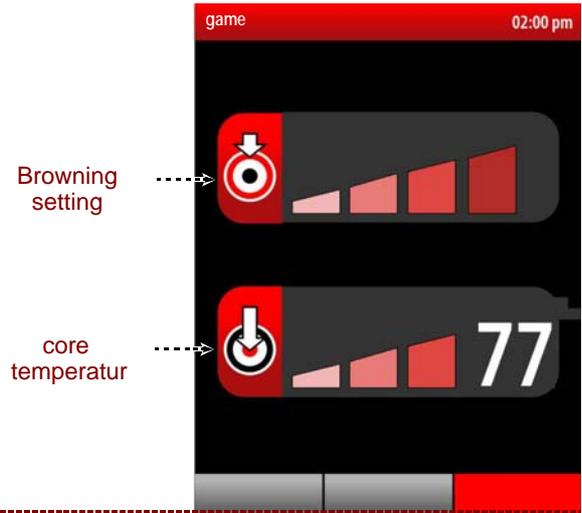 game
02:00 pm
Browning
setting
core
temperatur
77